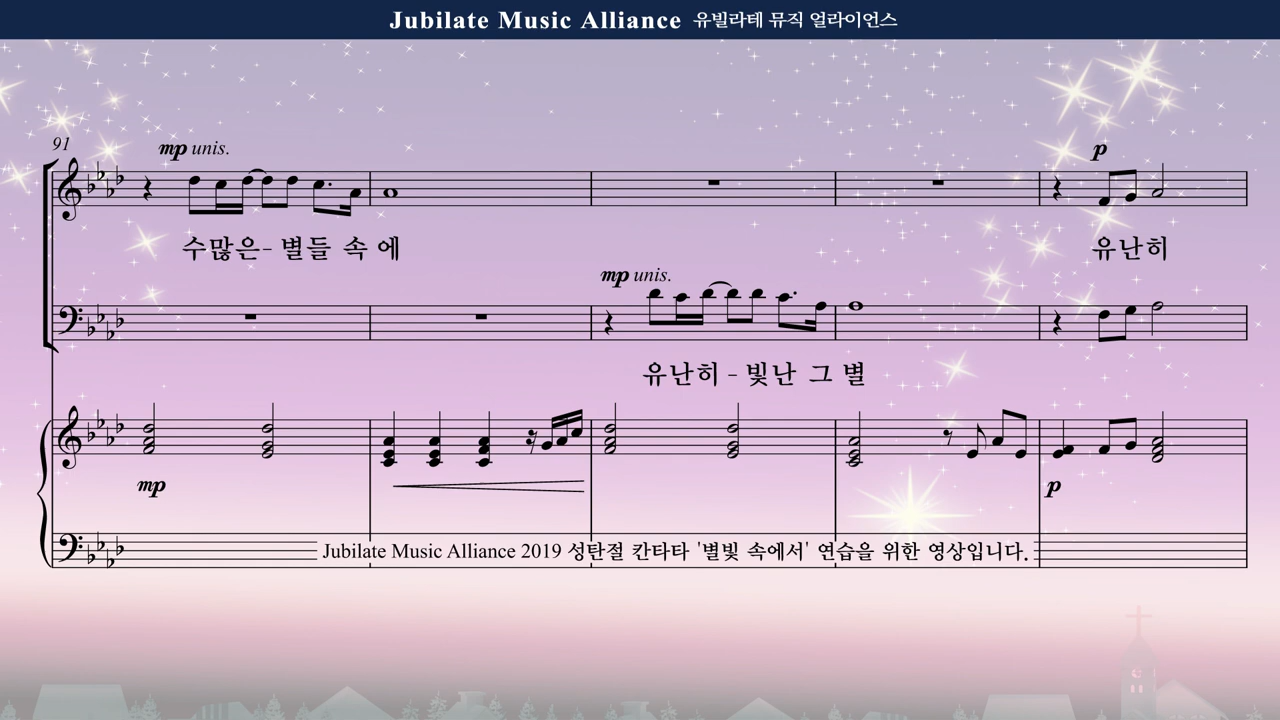 Jubilate Music Alliance 유빌라테 뮤직 얼라이언스
91
mp unis.
수많은- 별들 속 에
p
유난히
mp unis.
유난히 - 빛난 그 별
mp
p
Jubilate Music Alliance 2019 성탄절 칸타타 '별빛 속에서' 연습을 위한 영상입니다.